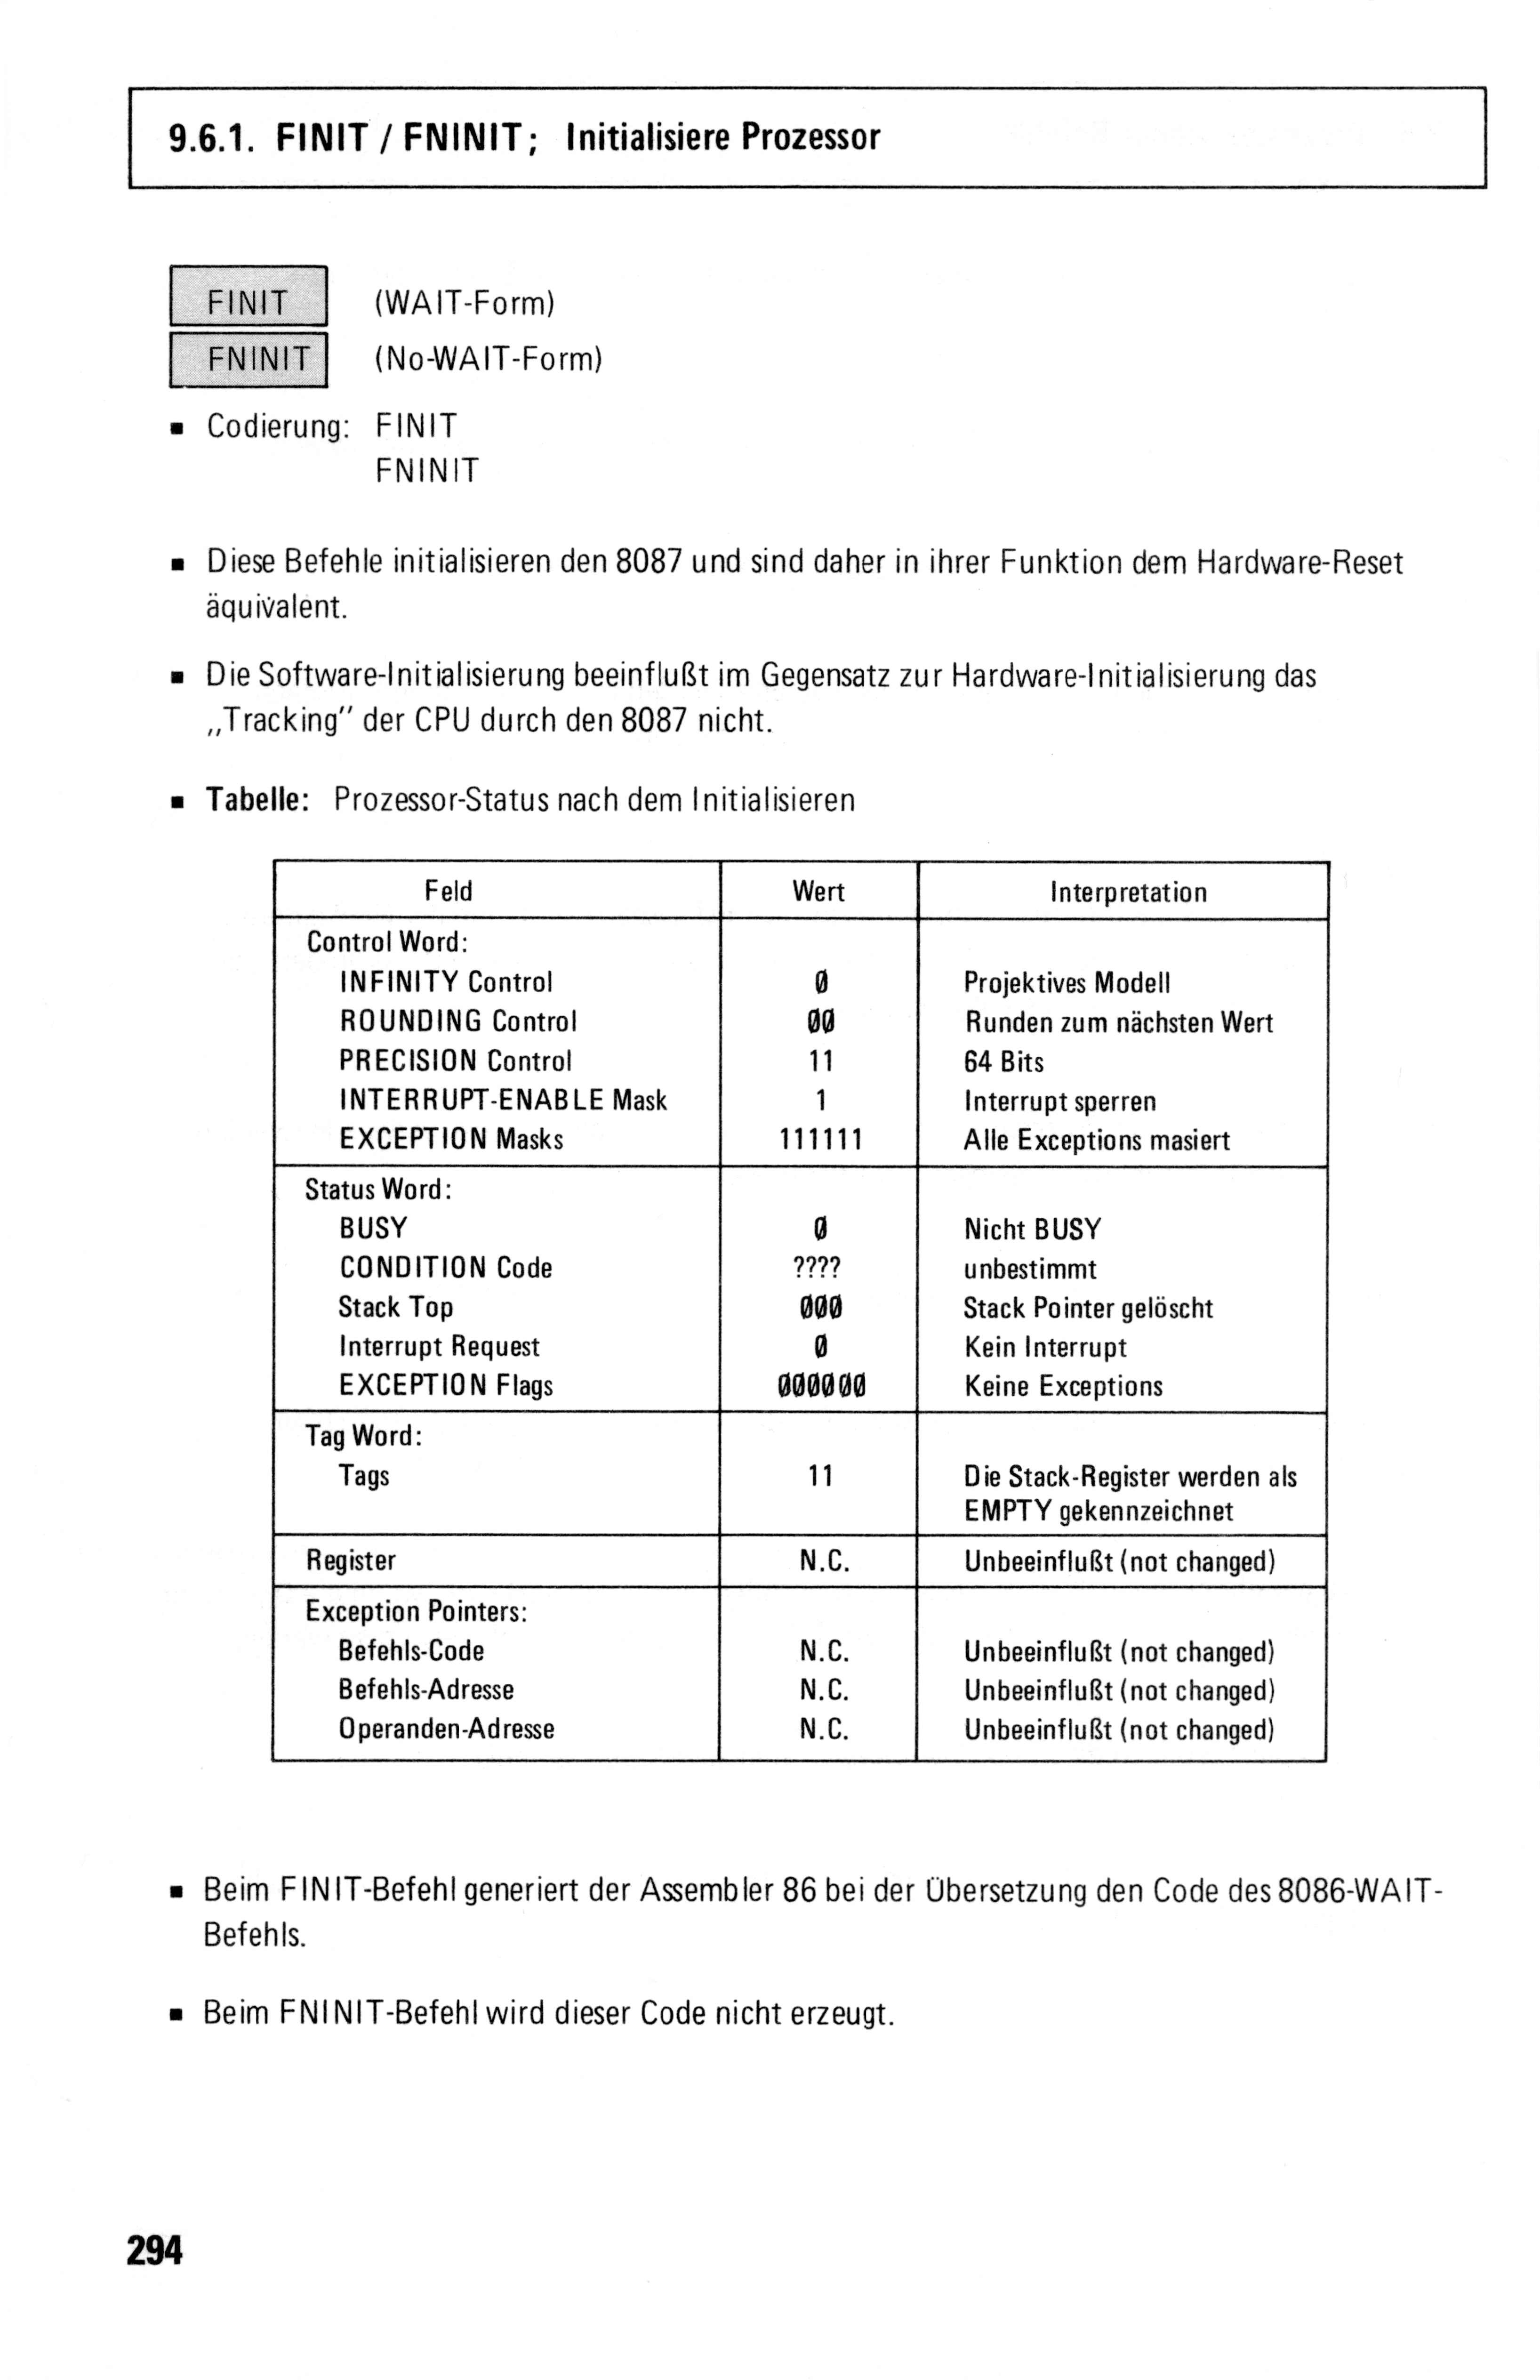 9.6.1. FINIT / FNINIT; Initialisiere Prozessor
FINIT (WAIT-Form)
FNINIT (No-WAIT-Form)
▪ Codierung: FINIT
FNINIT
▪ Diese Befehle initialisieren den 8087 und sind daher in ihrer Funktion dem Hardware-Reset
äquivalent.
▪ Die Software-Initialisierung beeinflußt im Gegensatz zur Hardware-Initialisierung das
„Tracking" der CPU durch den 8087 nicht.
▪ Tabelle: Prozessor-Status nach dem Initialisieren
Feld Wert Interpretation
Control Word:
INFINITY Control 0 Projektives Modell
ROUNDING Control 00 Runden zum nächsten Wert
PRECISION Control 11 64 Bits
INTERRUPT-ENABLE Mask 1 Interrupt sperren
EXCEPTION Masks 111111 Alle Exceptions masiert
Status Word:
BUSY 0 Nicht BUSY
CONDITION Code ???? unbestimmt
Stack Top 000 Stack Pointer gelöscht
Interrupt Request 0 Kein Interrupt
EXCEPTION Flags 000000 Keine Exceptions
Tag Word:
Tags 11 Die Stack-Register werden als
EMPTY gekennzeichnet
Register N.C. Unbeeinflußt (not changed)
Exception Pointers:
Befehls-Code N.C. Unbeeinflußt (not changed)
Befehls-Adresse N.C. Unbeeinflußt (not changed)
Operanden-Adresse N.C. Unbeeinflußt (not changed)
▪ Beim FINIT-Befehl generiert der Assembler 86 bei der Übersetzung den Code des 8086-WAIT-
Befehls.
▪ Beim FNINIT-Befehl wird dieser Code nicht erzeugt.
294